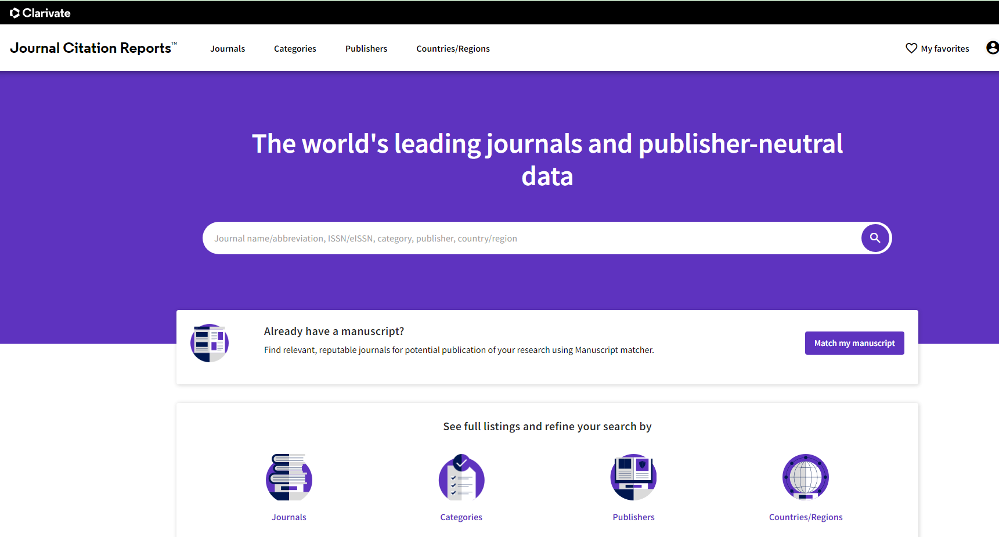 Clarivate
Journal Citation Reports™
Journals
Categories
Publishers
Countries/Regions
My favorites
The world's leading journals and publisher-neutral
data
Journal name/abbreviation, ISSN/eISSN, category, publisher, country/region
Already have a manuscript?
Find relevant, reputable journals for potential publication of your research using Manuscript matcher.
Match my manuscript
See full listings and refine your search by
Journals
Categories
Publishers
Countries/Regions